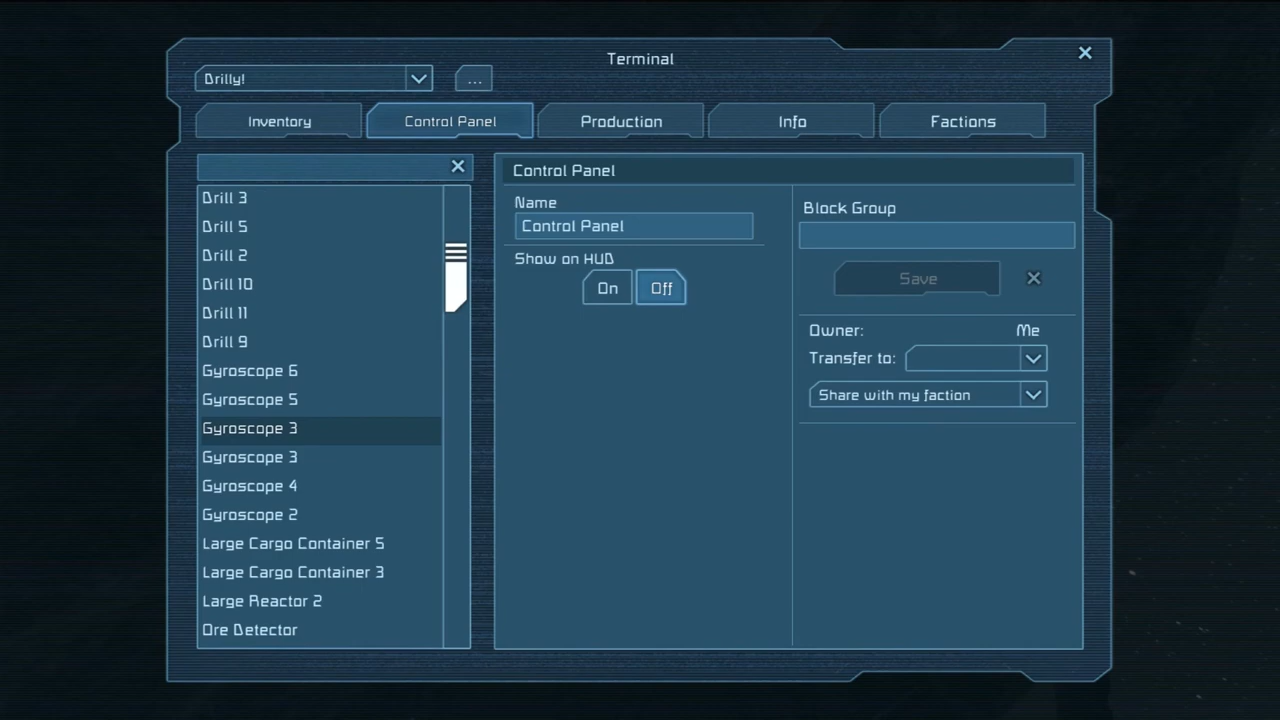 Terminal
Drilly!
...
Inventory
Control Panel
Production
Info
Factions
Drill 3
Drill 5
Drill 2
Drill 10
Drill 11
Drill 9
Gyroscope 6
Gyroscope 5
Gyroscope 3
Gyroscope 3
Gyroscope 4
Gyroscope 2
Large Cargo Container 5
Large Cargo Container 3
Large Reactor 2
Ore Detector
Control Panel
Name
Control Panel
Show on HUD
On
Off
Block Group
Save
Owner: Me
Transfer to:
Share with my faction